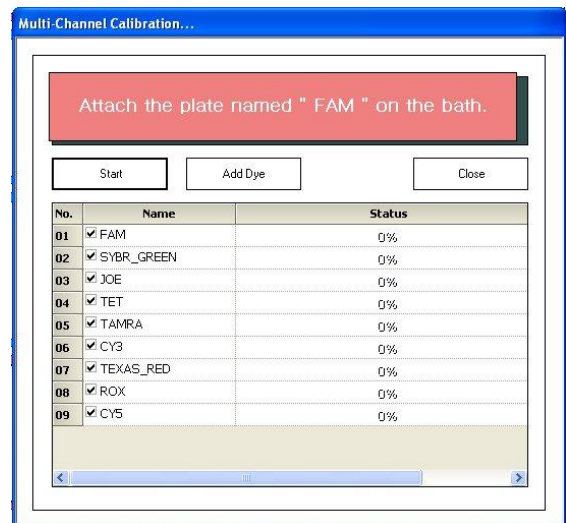 Multi-Channel Calibration...
Attach the plate named " FAM " on the bath.
Start Add Dye Close
No. Name Status
01 FAM 0%
02 SYBR_GREEN 0%
03 JOE 0%
04 TET 0%
05 TAMRA 0%
06 CY3 0%
07 TEXAS_RED 0%
08 ROX 0%
09 CY5 0%